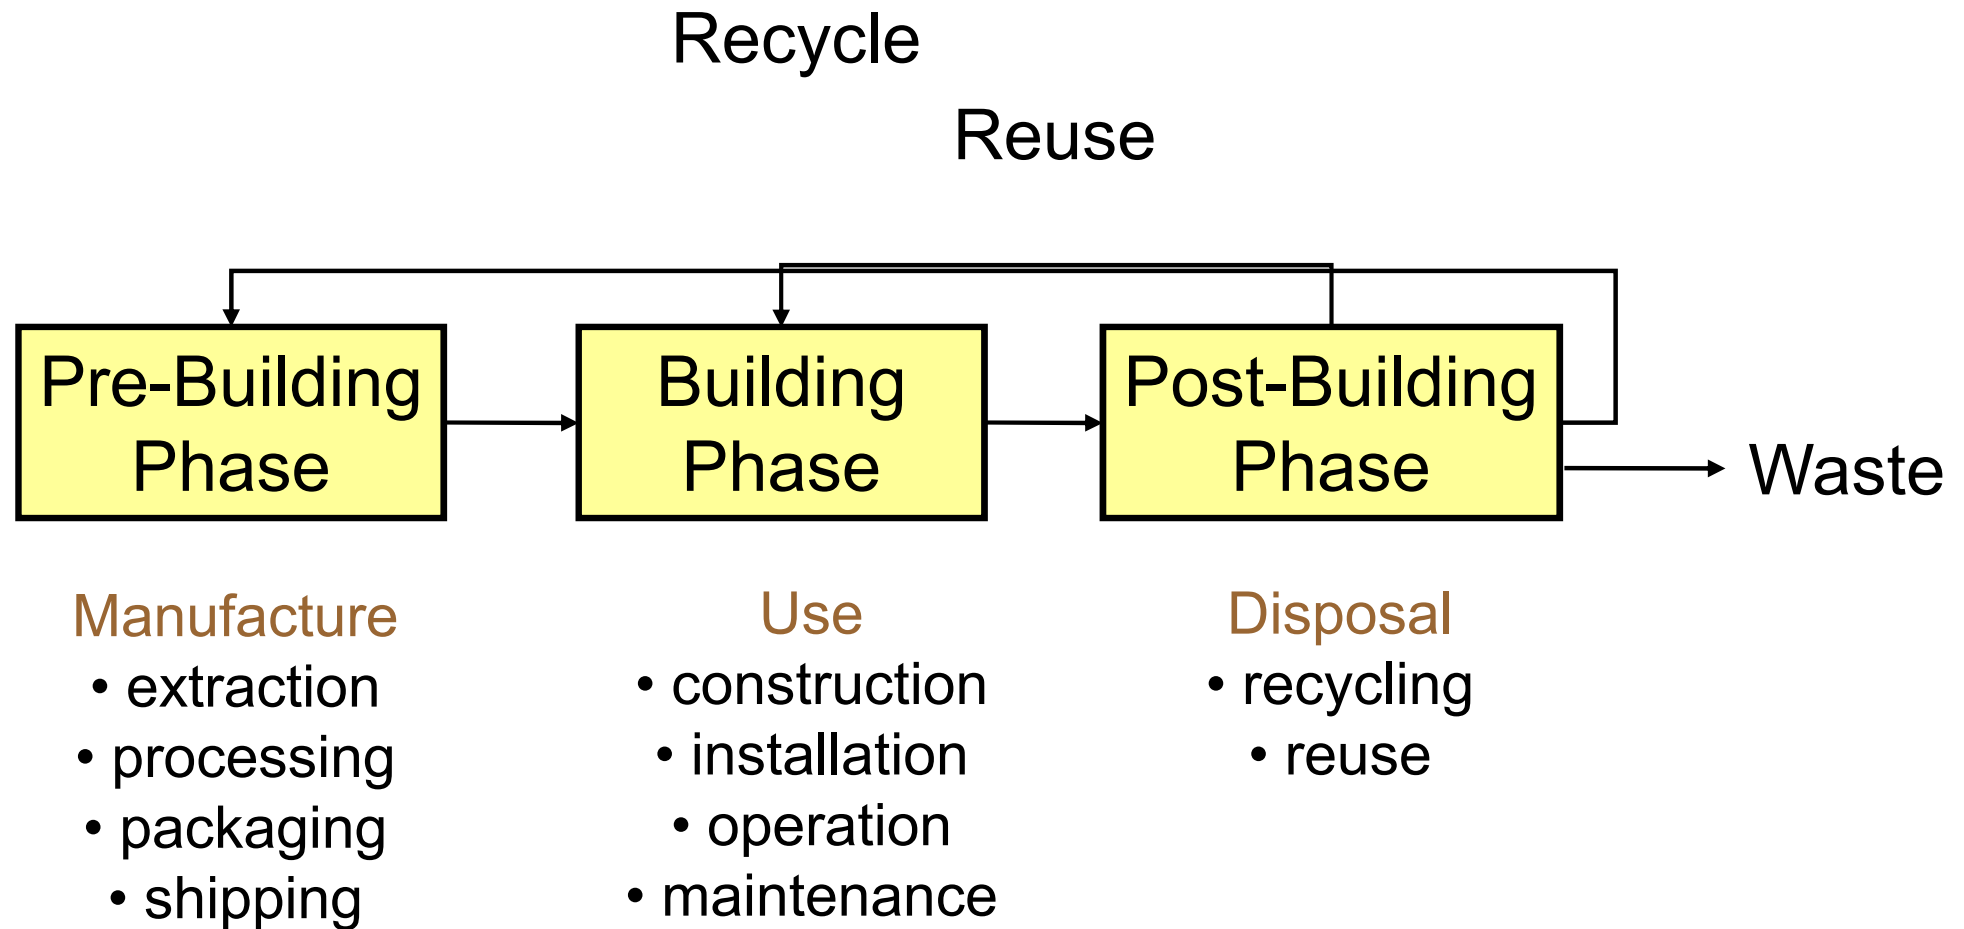 Recycle
Reuse
Pre-Building
Phase
Building
Phase
Post-Building
Phase
Waste
Manufacture
• extraction
• processing
• packaging
• shipping
Use
• construction
• installation
• operation
• maintenance
Disposal
• recycling
• reuse